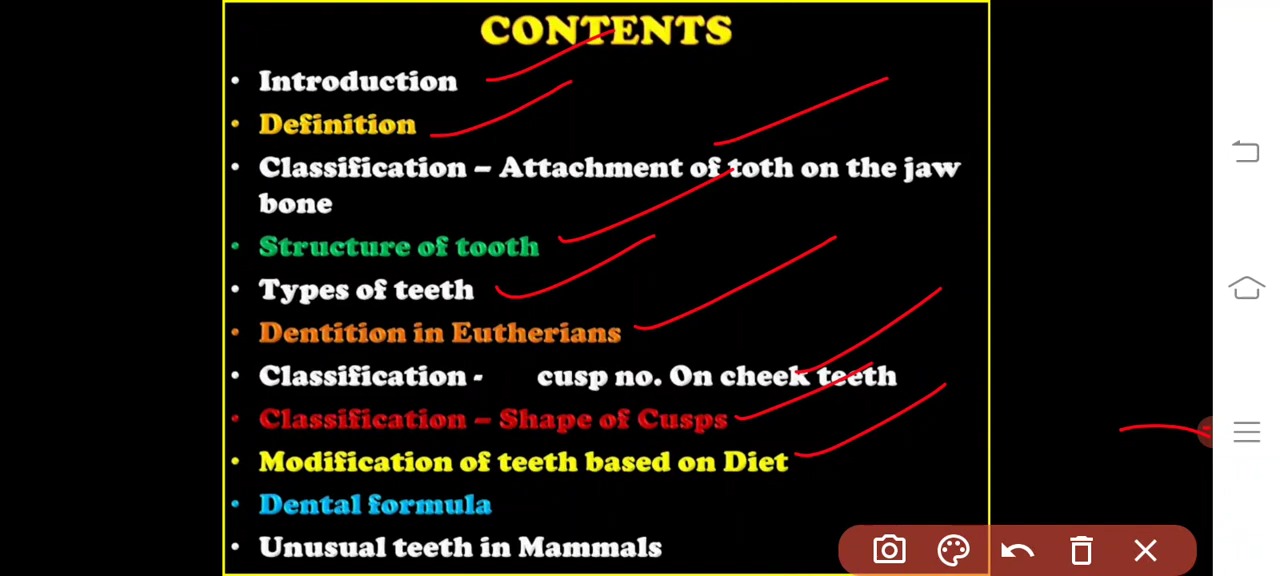 CONTENTS
• Introduction
• Definition
• Classification – Attachment of toth on the jaw
bone
• Structure of tooth
• Types of teeth
• Dentition in Eutherians
• Classification - cusp no. On cheek teeth
• Classification – Shape of Cusps
• Modification of teeth based on Diet
• Dental formula
• Unusual teeth in Mammals